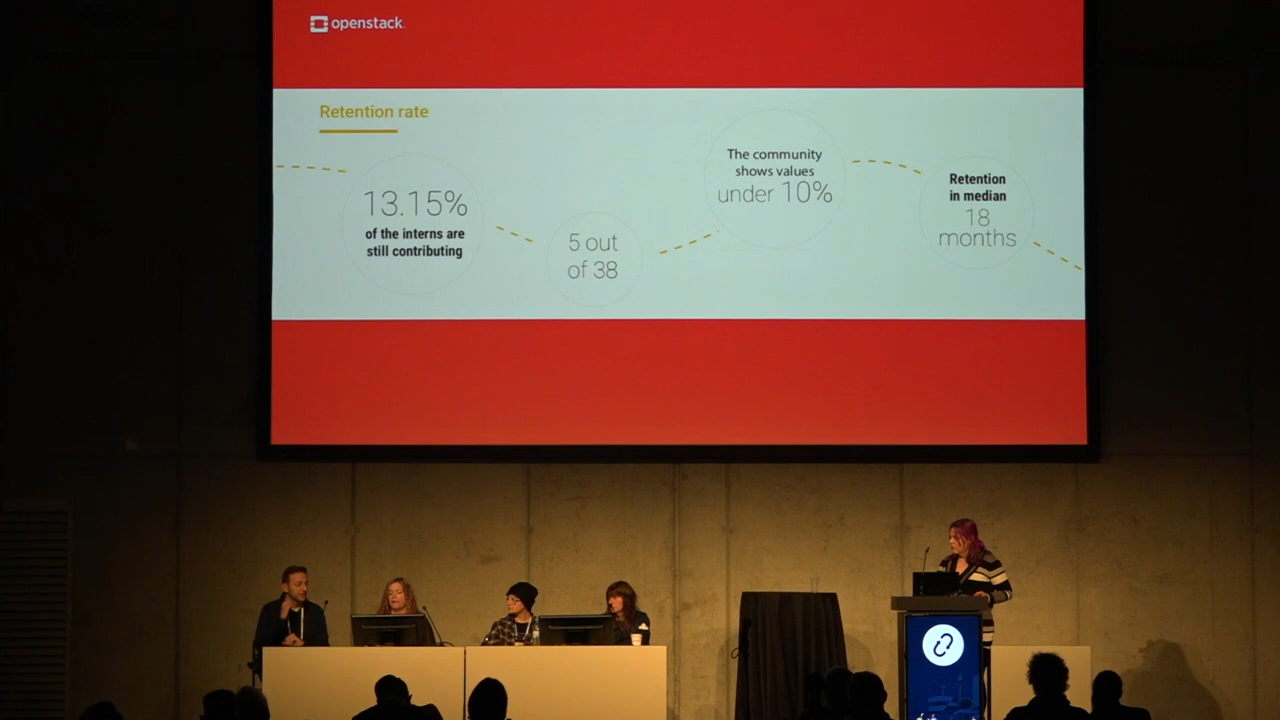 openstack.
Retention rate
13.15%
of the interns are
still contributing
5 out
of 38
The community
shows values
under 10%
Retention
in median
18
months